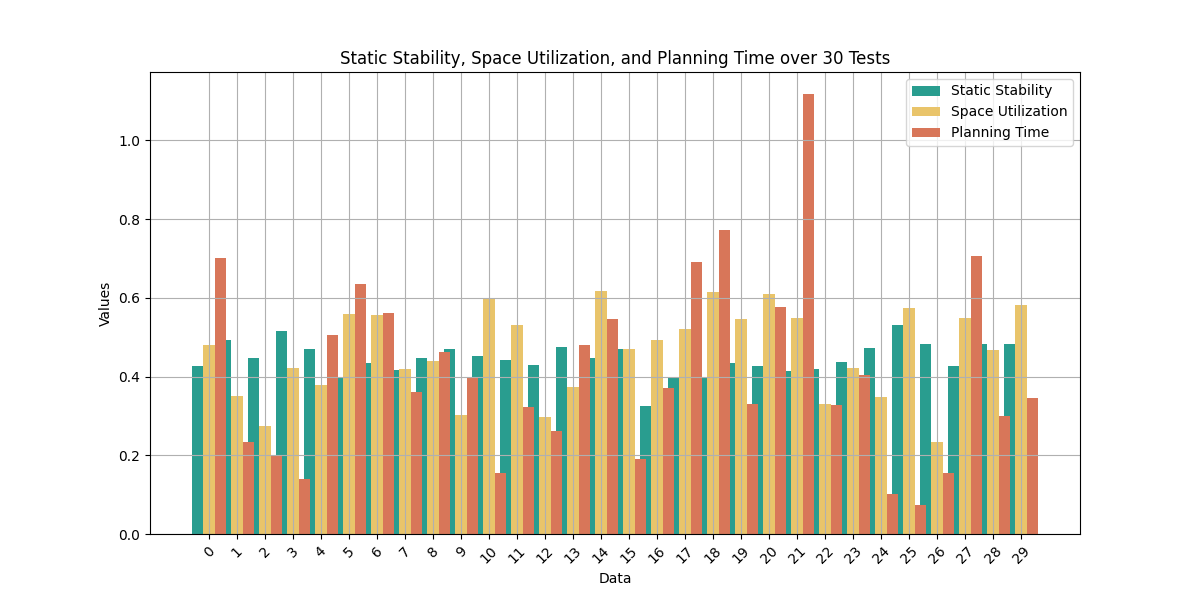 Static Stability, Space Utilization, and Planning Time over 30 Tests
Static Stability
Space Utilization
Planning Time
1.0
0.8
0.6
0.4
0.2
0.0
Values
0 1 2 3 4 5 6 7 8 9 10 11 12 13 14 15 16 17 18 19 20 21 22 23 24 25 26 27 28 29
Data